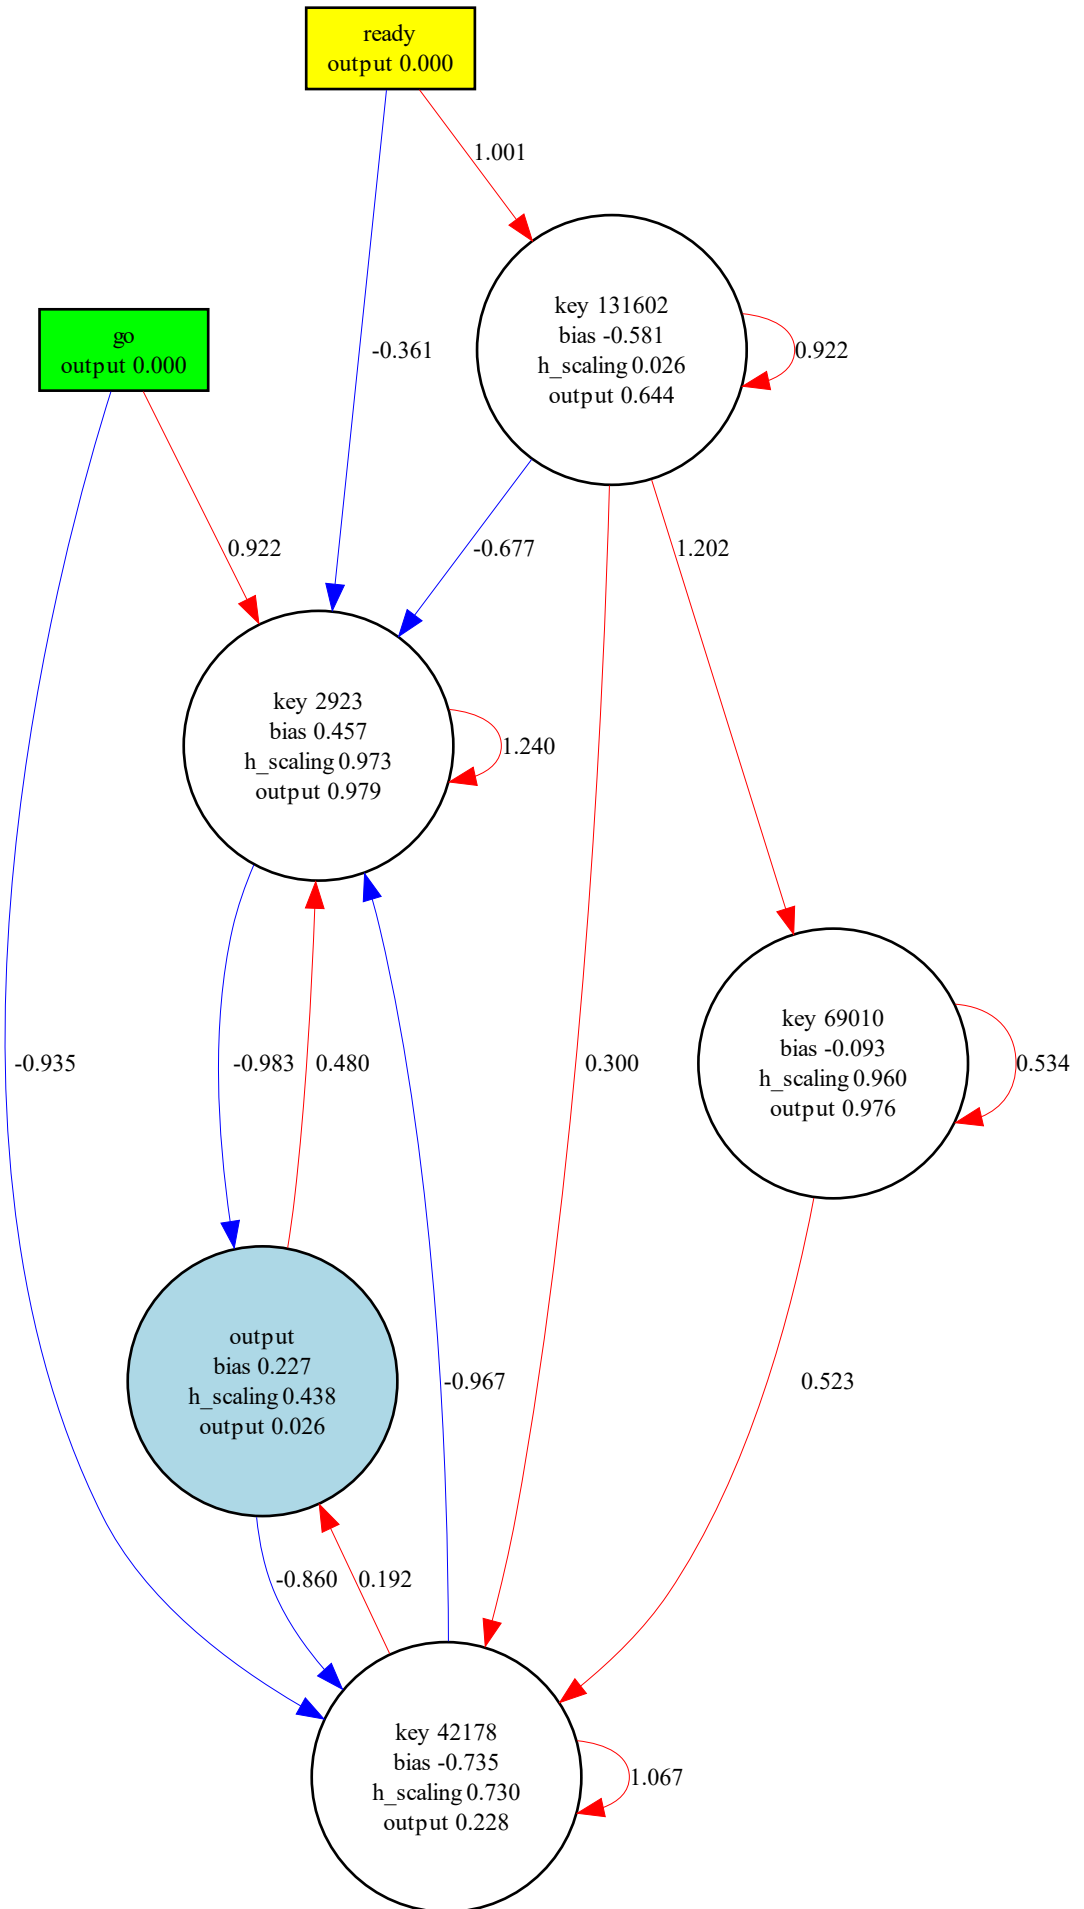 ready
output 0.000
1.001
key 131602
bias -0.581
h_scaling 0.026
output 0.644
0.922
go
output 0.000
-0.361
0.922
-0.677
1.202
key 2923
bias 0.457
h_scaling 0.973
output 0.979
1.240
key 69010
bias -0.093
h_scaling 0.960
output 0.976
0.534
-0.935
-0.983
0.480
0.300
output
bias 0.227
h_scaling 0.438
output 0.026
-0.967
0.523
-0.860
0.192
key 42178
bias -0.735
h_scaling 0.730
output 0.228
1.067